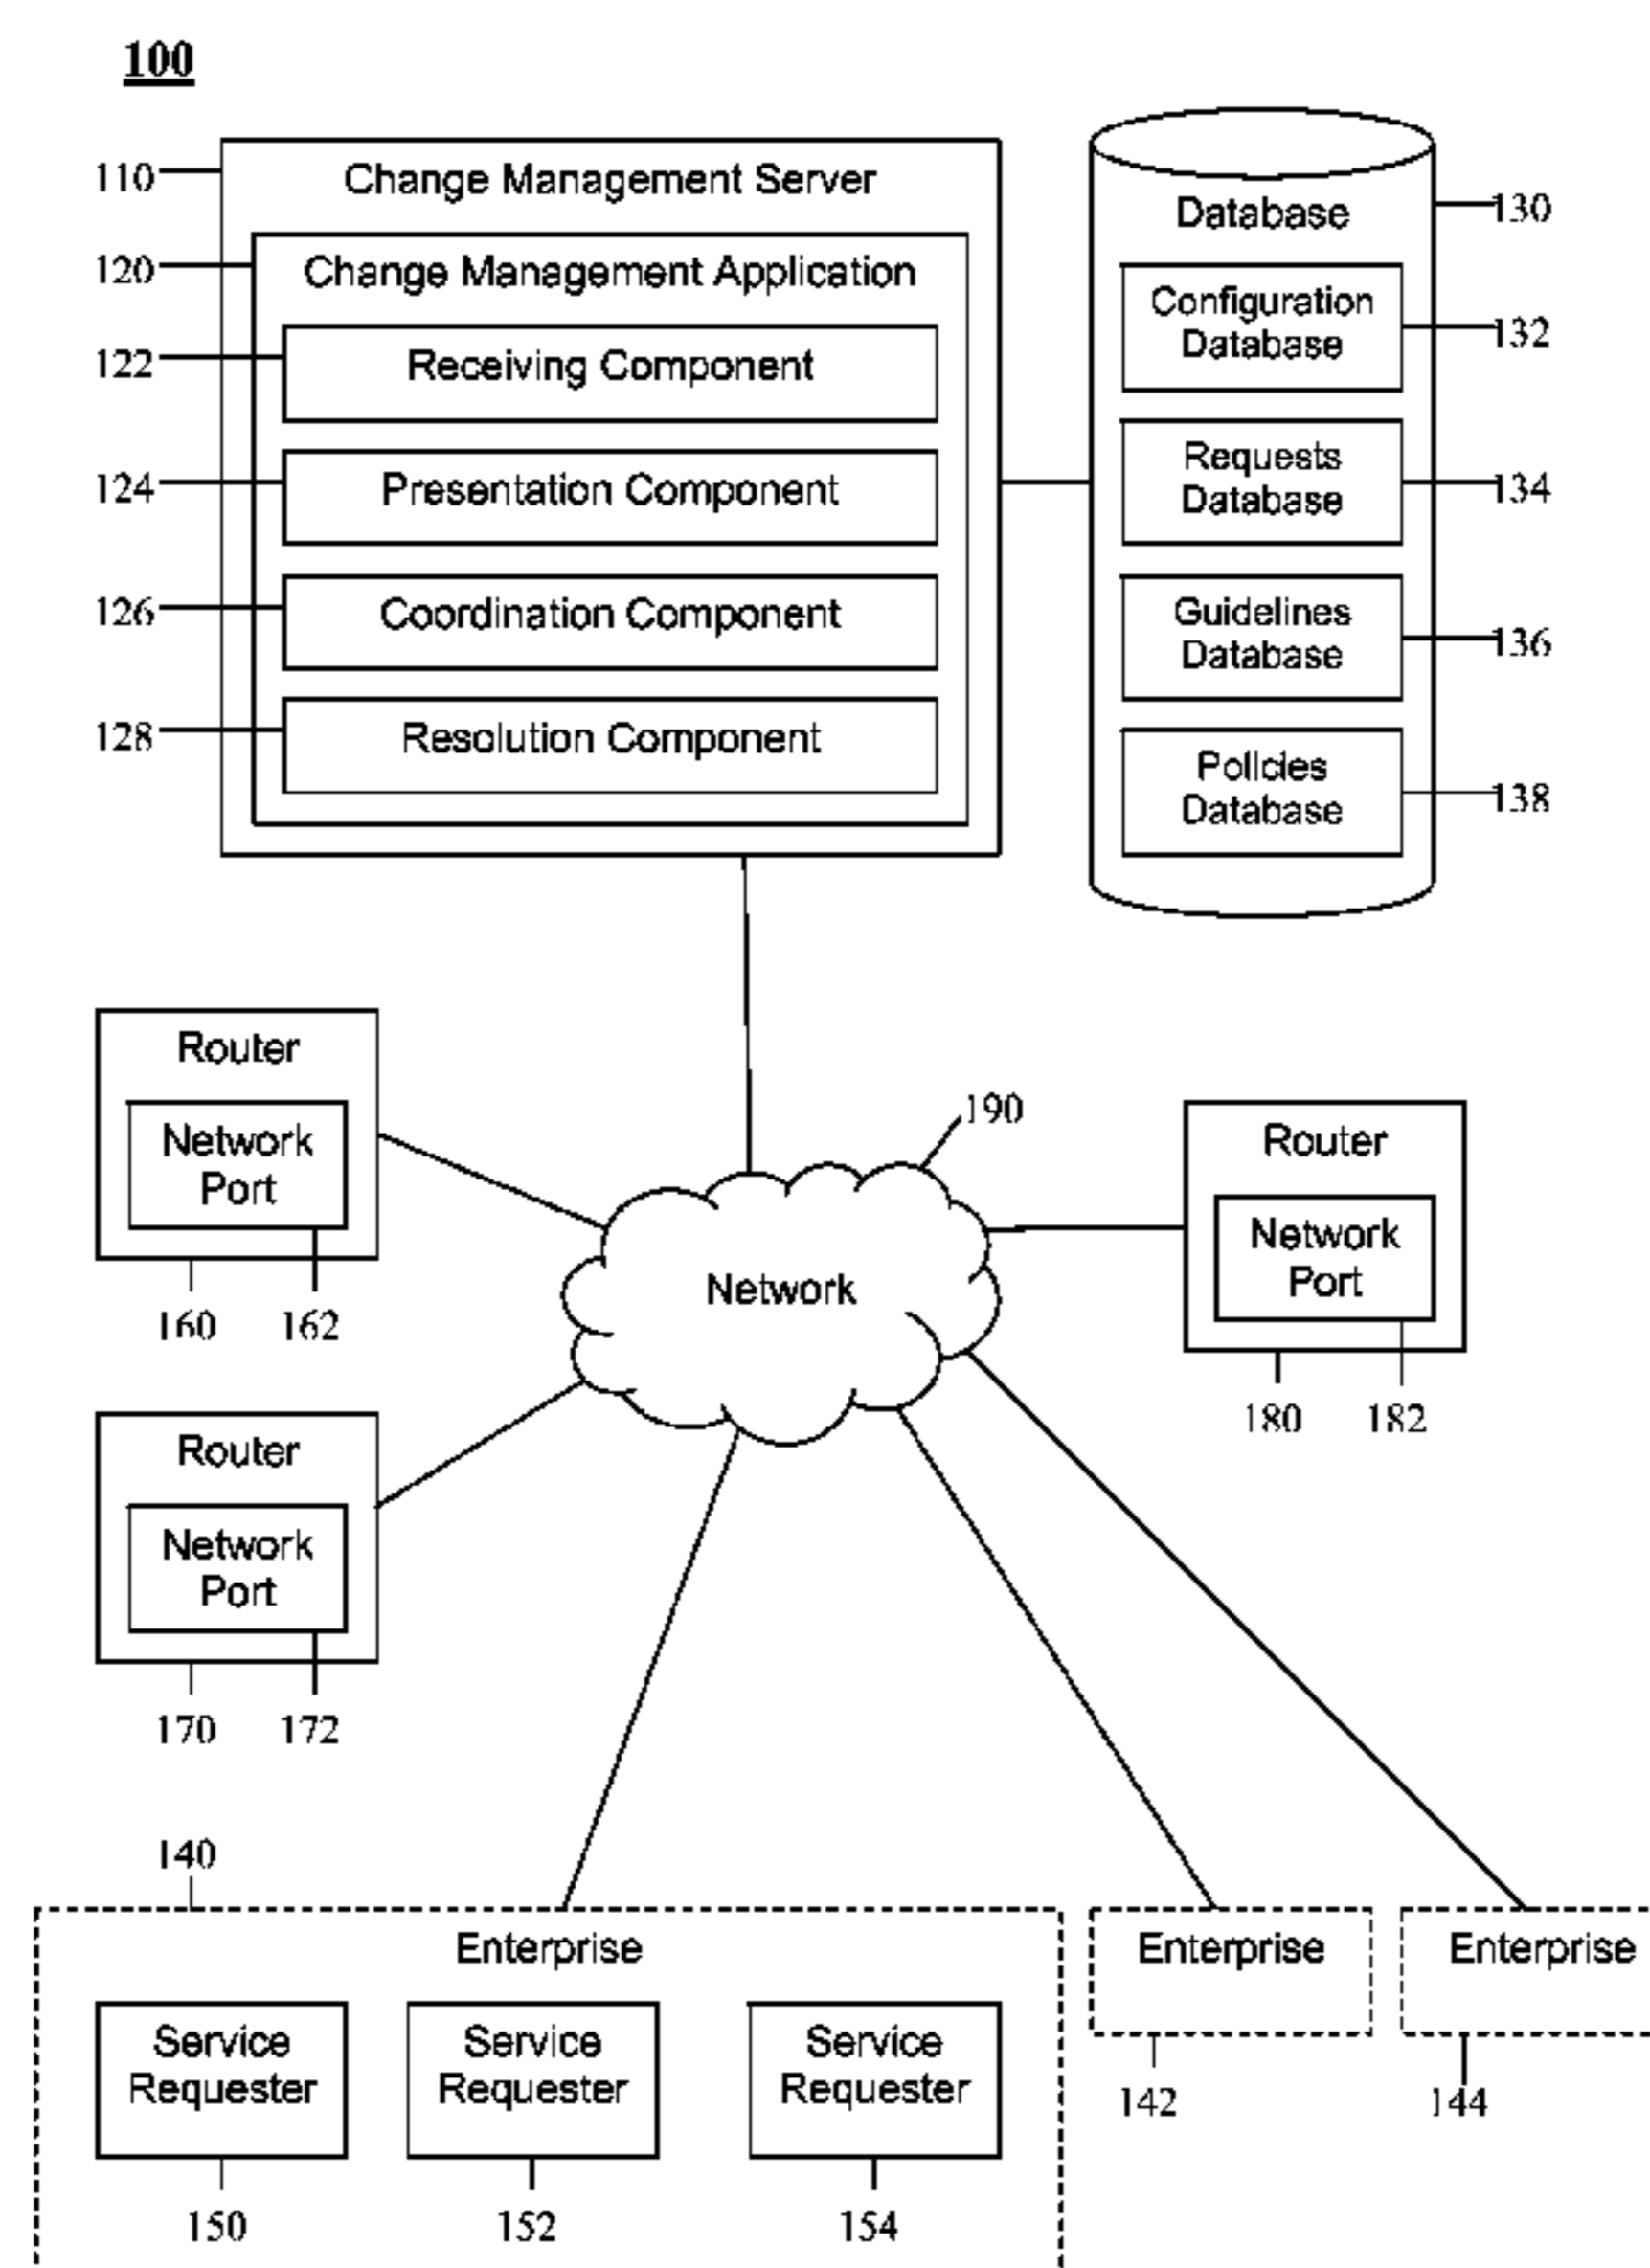 100
110
Change Management Server
120
Change Management Application
122
Receiving Component
124
Presentation Component
126
Coordination Component
128
Resolution Component
Database
130
Configuration
Database
132
Requests
Database
134
Guidelines
Database
136
Policies
Database
138
Router
Network
Port
160
162
190
Router
Network
Port
180
182
Network
Router
Network
Port
170
172
140
Enterprise
Service
Requester
150
Service
Requester
152
Service
Requester
154
Enterprise
142
Enterprise
144